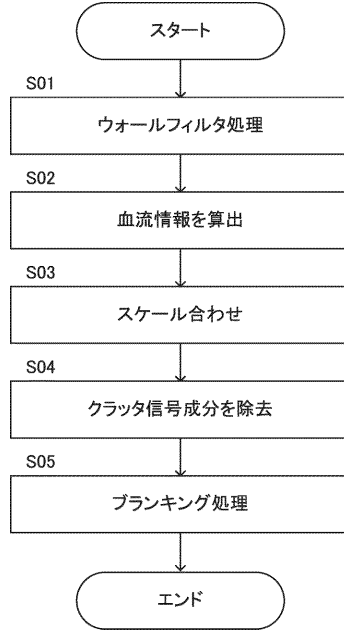 スタート
S01
ウォールフィルタ処理
S02
血流情報を算出
S03
スケール合わせ
S04
クラッタ信号成分を除去
S05
ブランキング処理
エンド